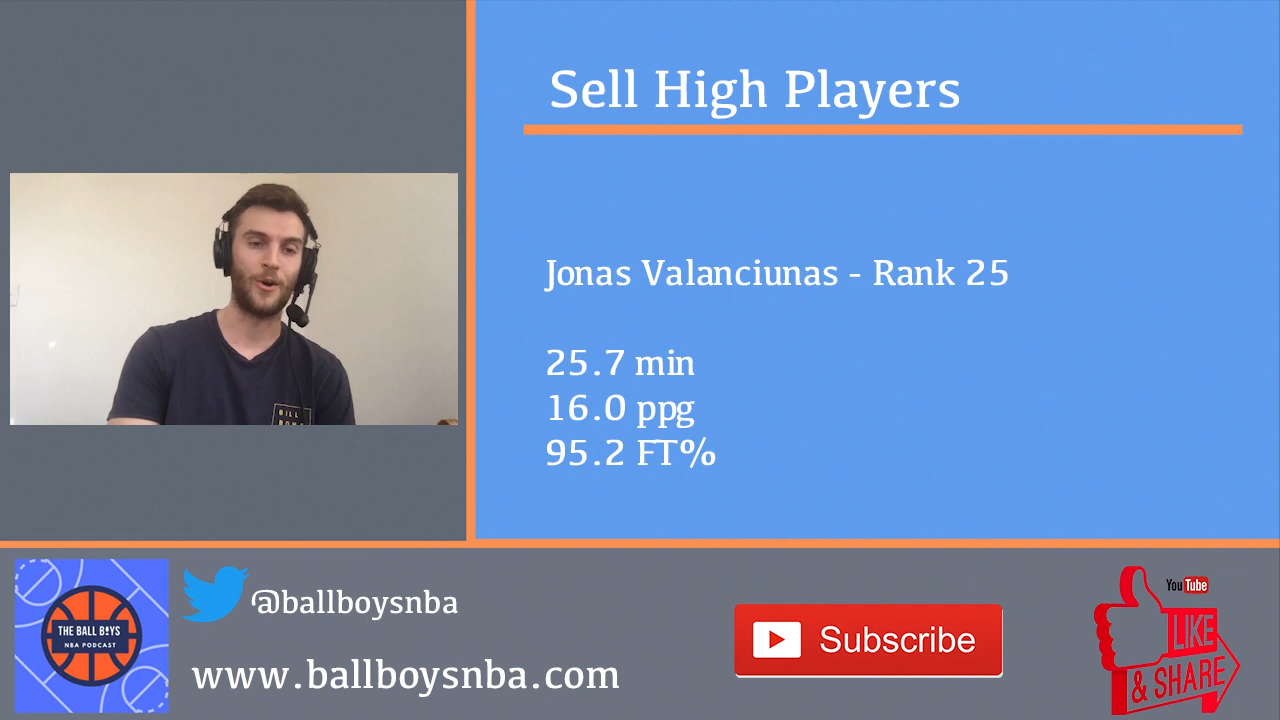 Sell High Players
Jonas Valanciunas - Rank 25
25.7 min
16.0 ppg
95.2 FT%
BILL
THE BALL BOYS
NBA PODCAST
@ballboysnba
www.ballboysnba.com
Subscribe
YouTube
LIKE
& SHARE